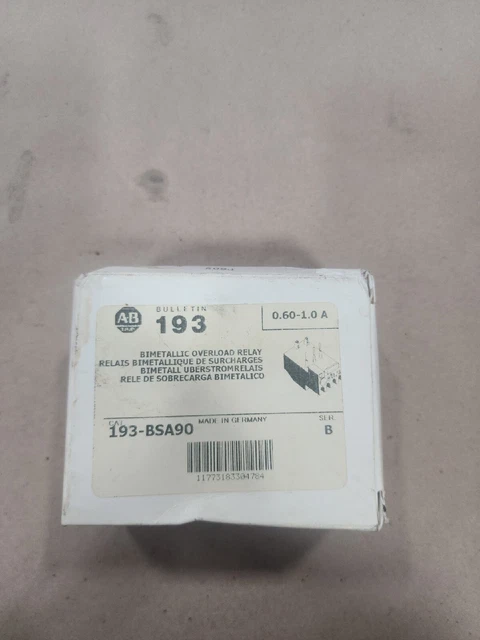 A-B
BULLETIN
193
0.60-1.0 A
BIMETALLIC OVERLOAD RELAY
RELAIS BIMETALLIQUE DE SURCHARGES
BIMETALL UBERSTROMRELAIS
RELE DE SOBRECARGA BIMETALICO
CAT
MADE IN GERMANY
SER.
193-BSA90
B
11773183304764